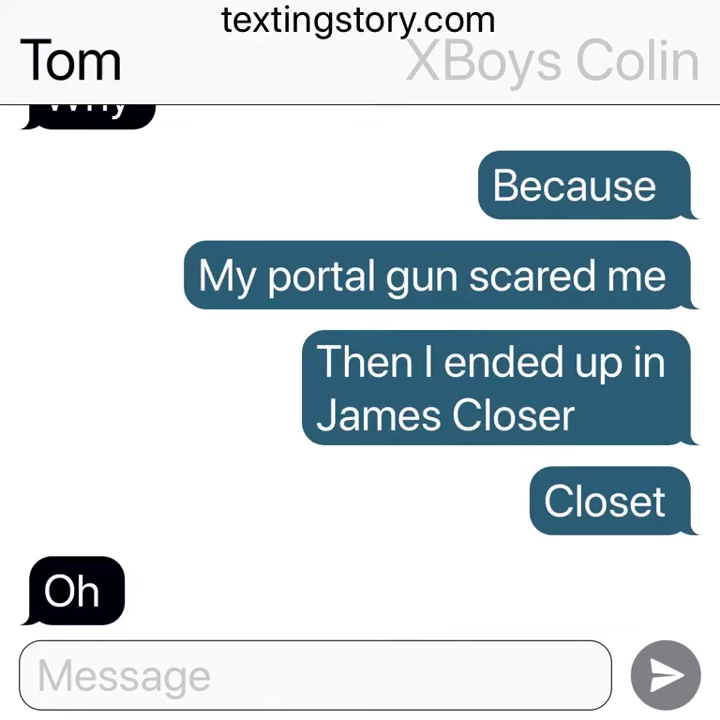 textingstory.com
Tom
XBoys Colin
Why
Because
My portal gun scared me
Then I ended up in
James Closer
Closet
Oh
Message